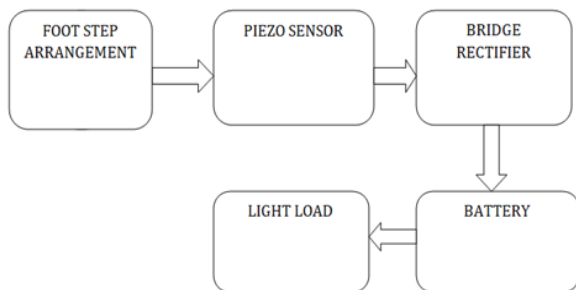 FOOT STEP
ARRANGEMENT
PIEZO SENSOR
BRIDGE
RECTIFIER
LIGHT LOAD
BATTERY